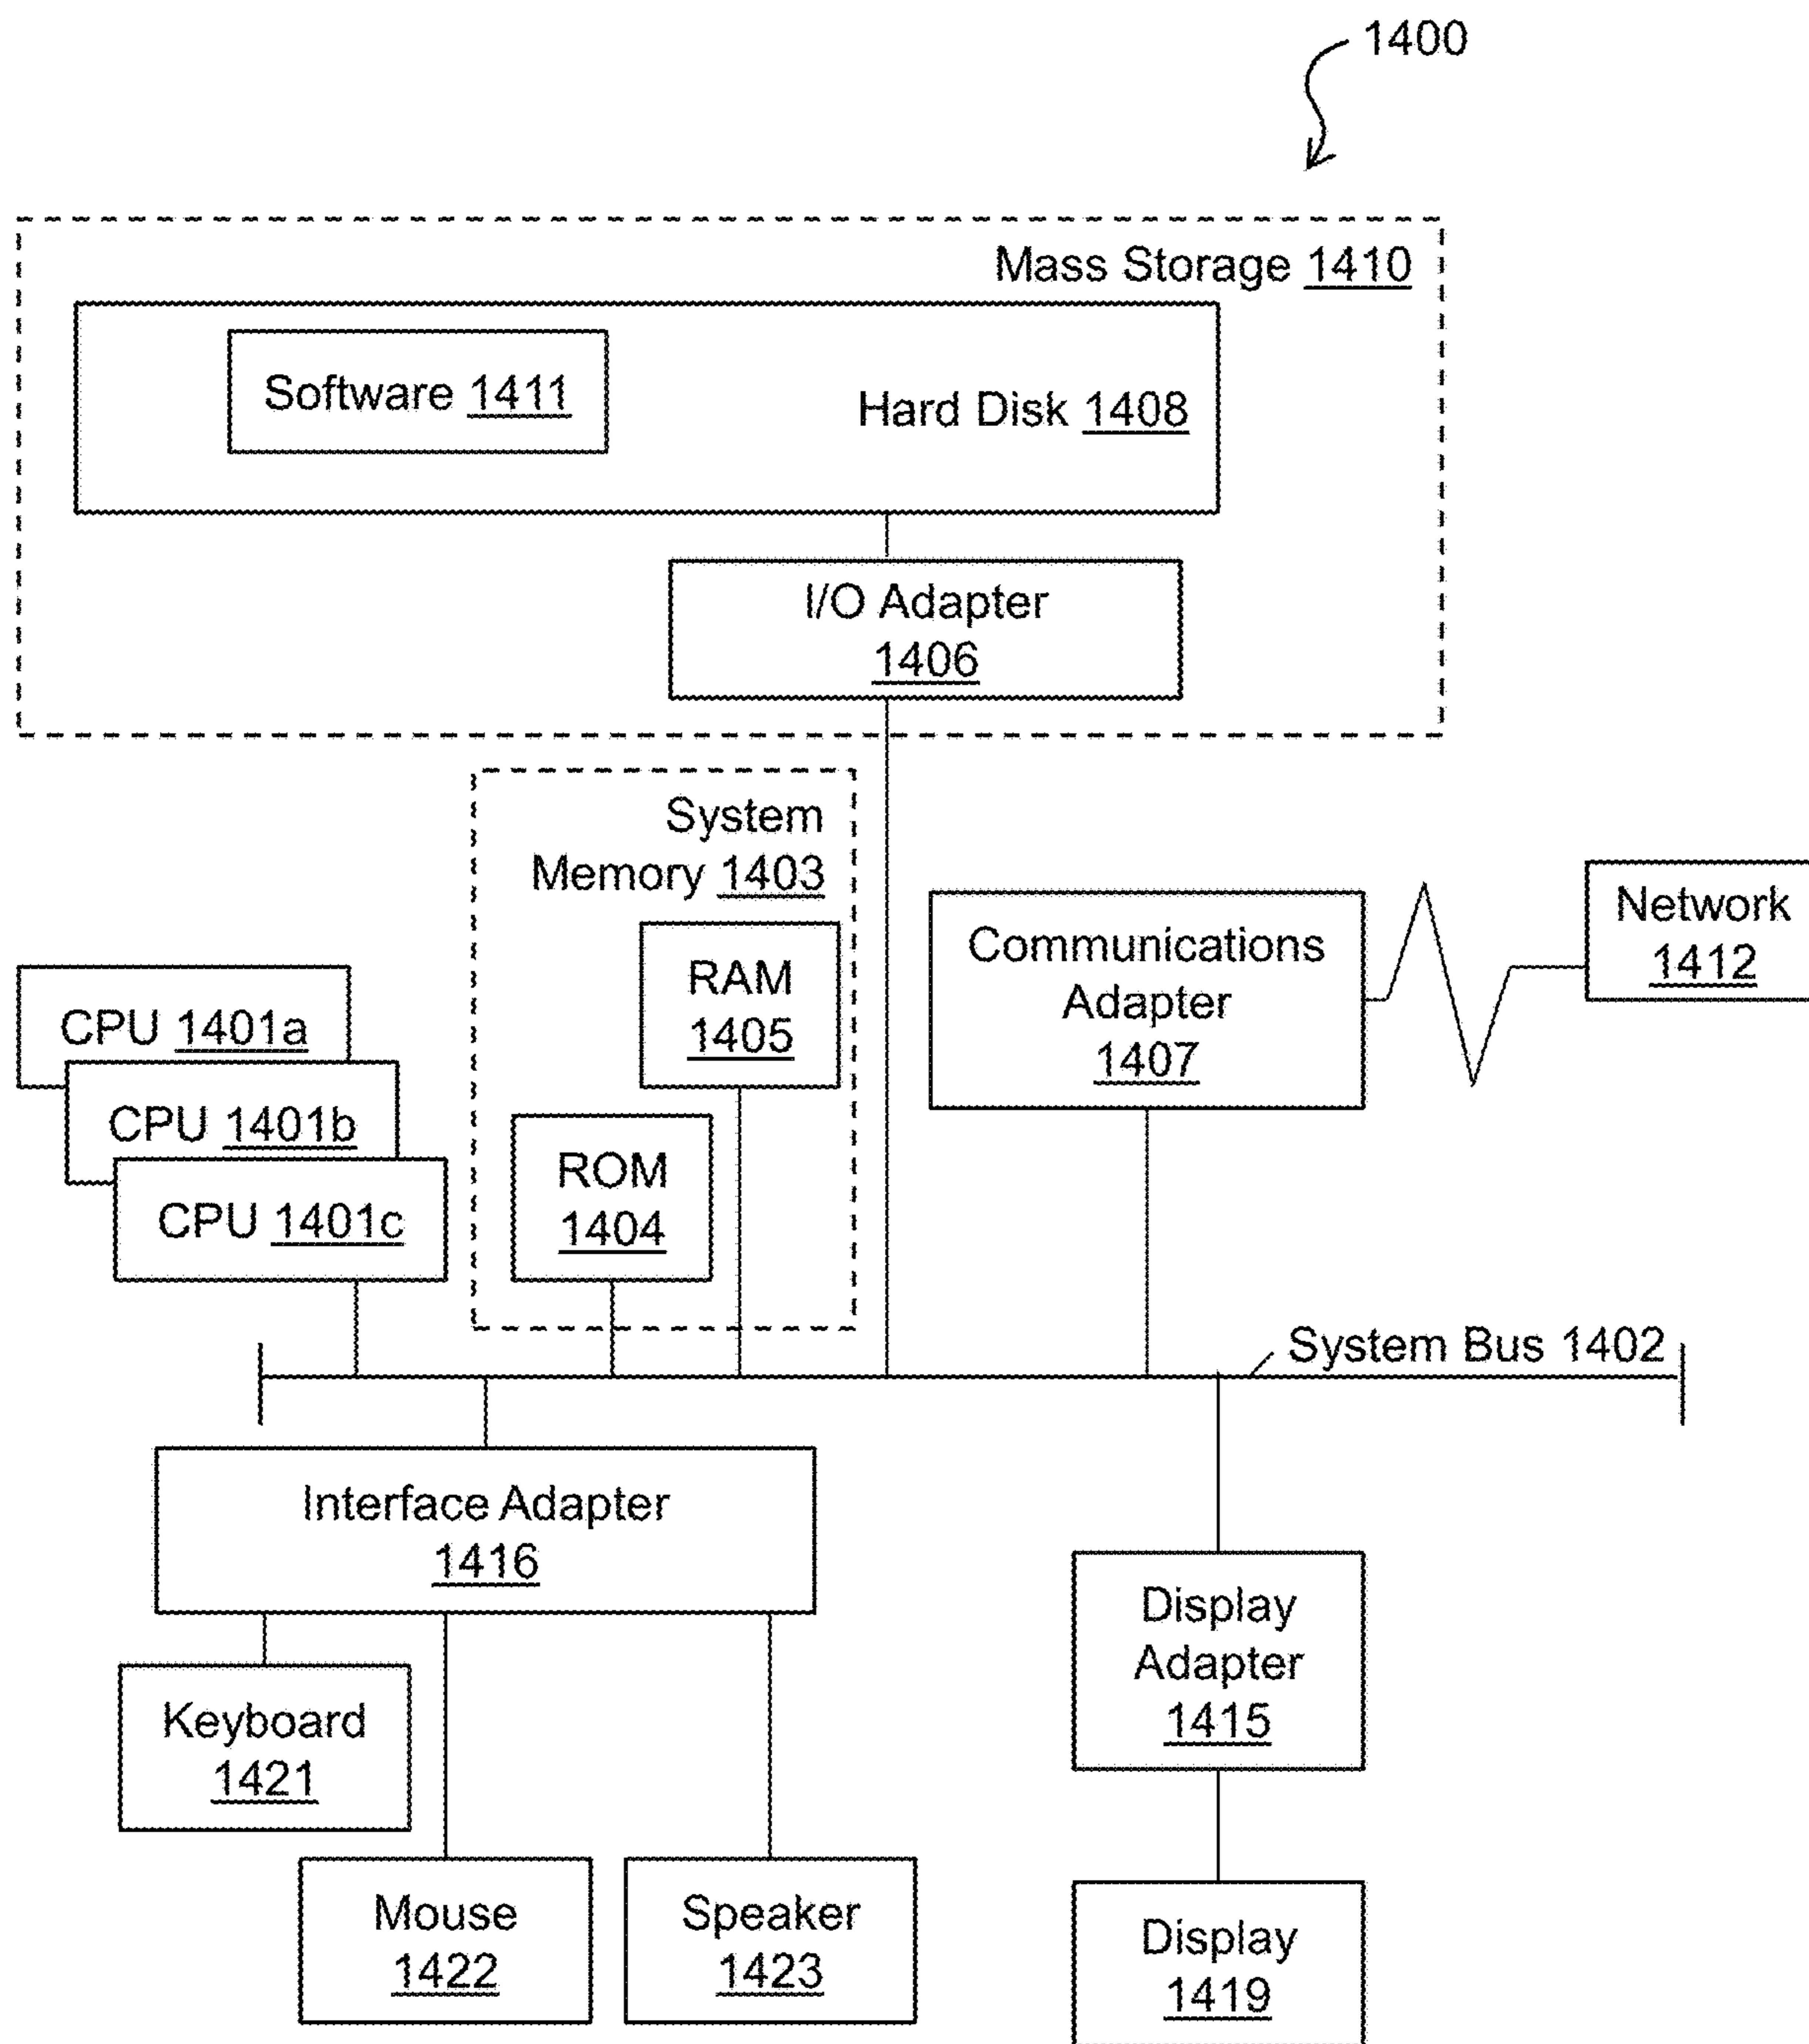 1400
Mass Storage 1410
Software 1411
Hard Disk 1408
I/O Adapter
1406
System
Memory 1403
RAM
1405
ROM
1404
Communications
Adapter
1407
Network
1412
CPU 1401a
CPU 1401b
CPU 1401c
System Bus 1402
Interface Adapter
1416
Display
Adapter
1415
Keyboard
1421
Mouse
1422
Speaker
1423
Display
1419